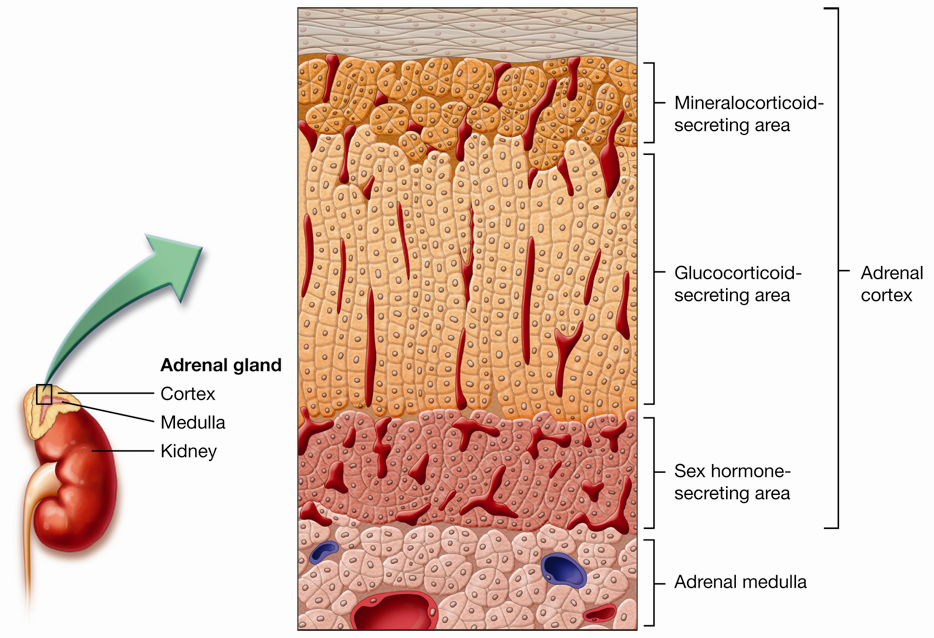 Adrenal gland
Cortex
Medulla
Kidney
Mineralocorticoid-
secreting area
Glucocorticoid-
secreting area
Sex hormone-
secreting area
Adrenal medulla
Adrenal
cortex